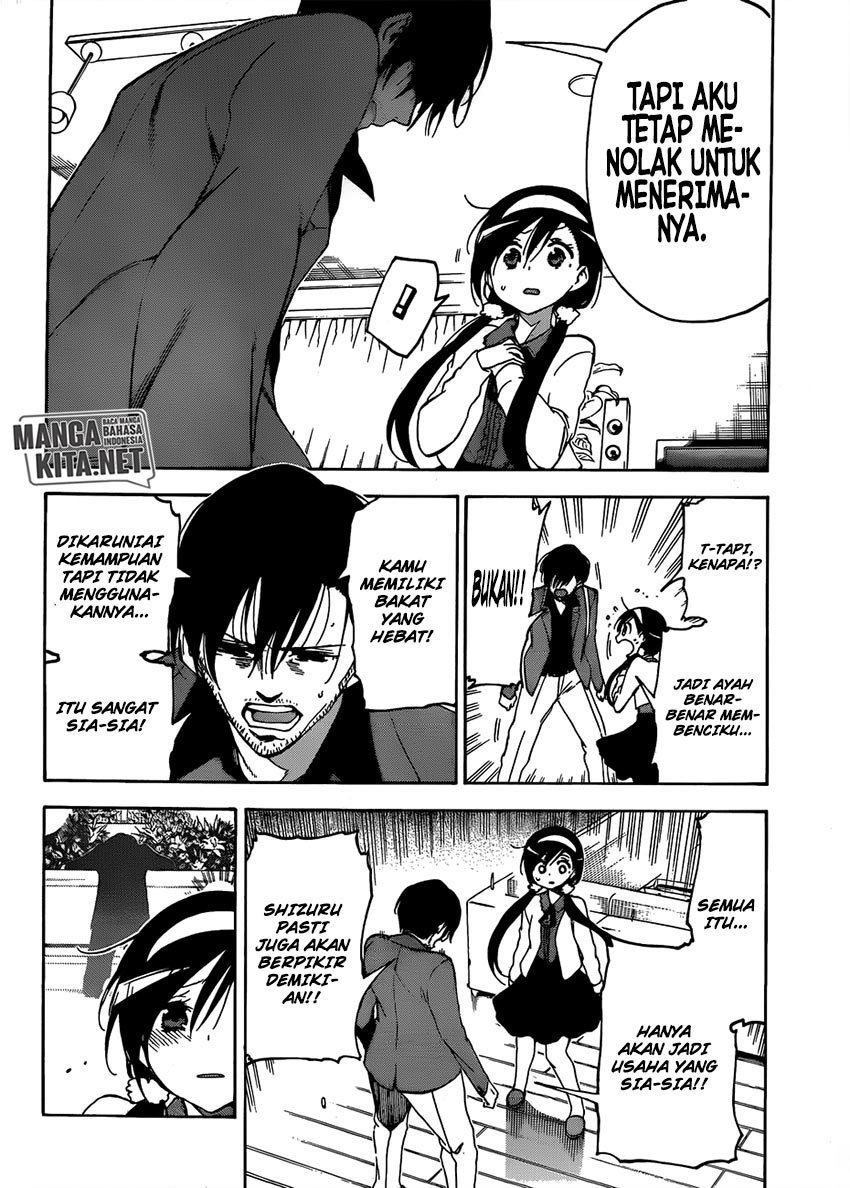 TAPI AKU
TETAP ME-
NOLAK UNTUK
MENERIMA-
NYA.
!
MANGA
KITA.NET
BACA MANGA
BAHASA
INDONESIA
T-TAPI,
KENAPA!?
BUKAN!!
JADI AYAH
BENAR-
BENAR MEM-
BENCIKU...
KAMU
MEMILIKI
BAKAT
YANG
HEBAT!
DIKARUNIAI
KEMAMPUAN
TAPI TIDAK
MENGGUNA-
KANNYA...
ITU SANGAT
SIA-SIA!
SEMUA
ITU...
HANYA
AKAN JADI
USAHA YANG
SIA-SIA!!
SHIZURU
PASTI
JUGA AKAN
BERPIKIR
DEMIKI-
AN!!